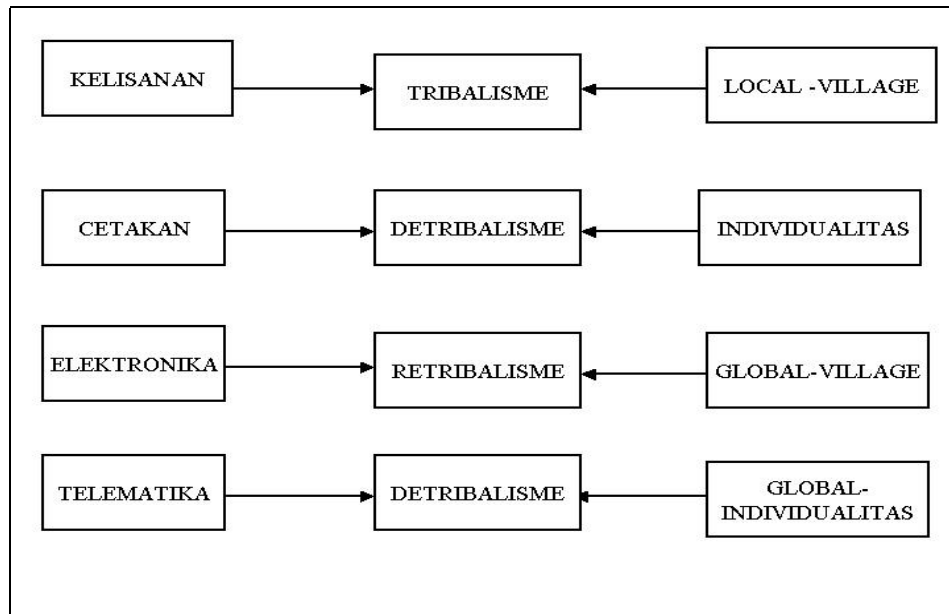 KELISANAN
TRIBALISME
LOCAL -VILLAGE
CETAKAN
DETRIBALISME
INDIVIDUALITAS
ELEKTRONIKA
RETRIBALISME
GLOBAL-VILLAGE
TELEMATIKA
DETRIBALISME
GLOBAL-
INDIVIDUALITAS